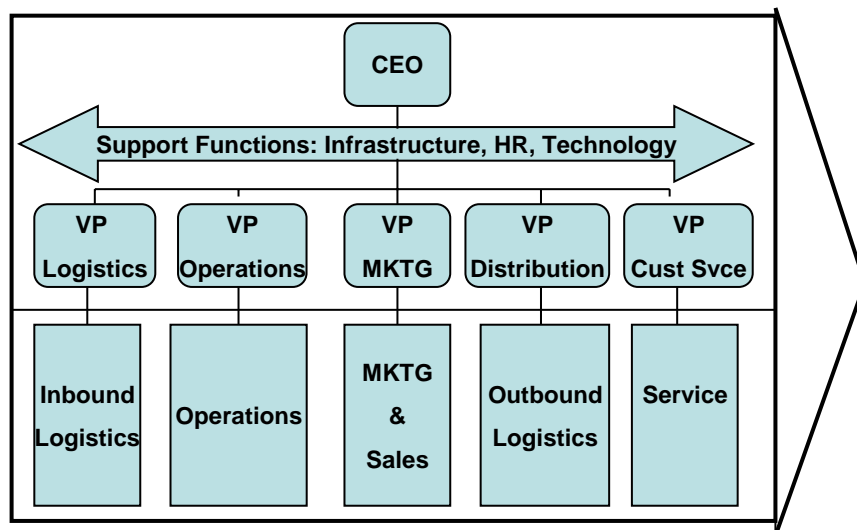 CEO
Support Functions: Infrastructure, HR, Technology
VP
Logistics
VP
Operations
VP
MKTG
VP
Distribution
VP
Cust Svce
Inbound
Logistics
Operations
MKTG
&
Sales
Outbound
Logistics
Service